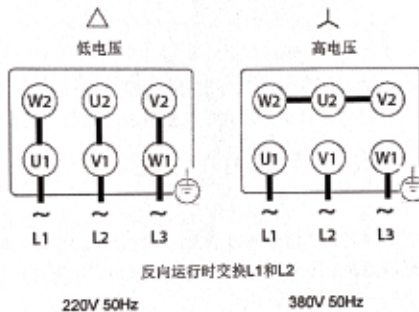 低电压 高电压
W2 U2 V2 W2 U2 V2
U1 V1 W1 U1 V1 W1
~ ~ ~ ~ ~ ~
L1 L2 L3 L1 L2 L3
反向运行时交换L1和L2
220V 50Hz 380V 50Hz